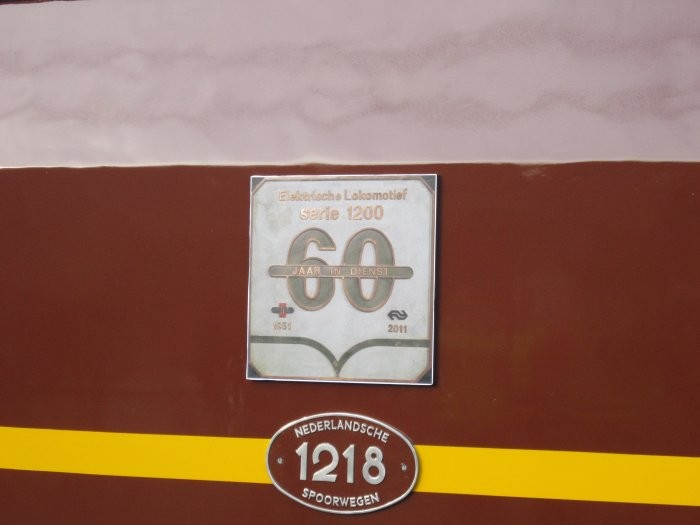 Elektrische Lokomotief
serie 1200
60
JAAR IN DIENST
1951
2011
NEDERLANDSCHE
1218
SPOORWEGEN